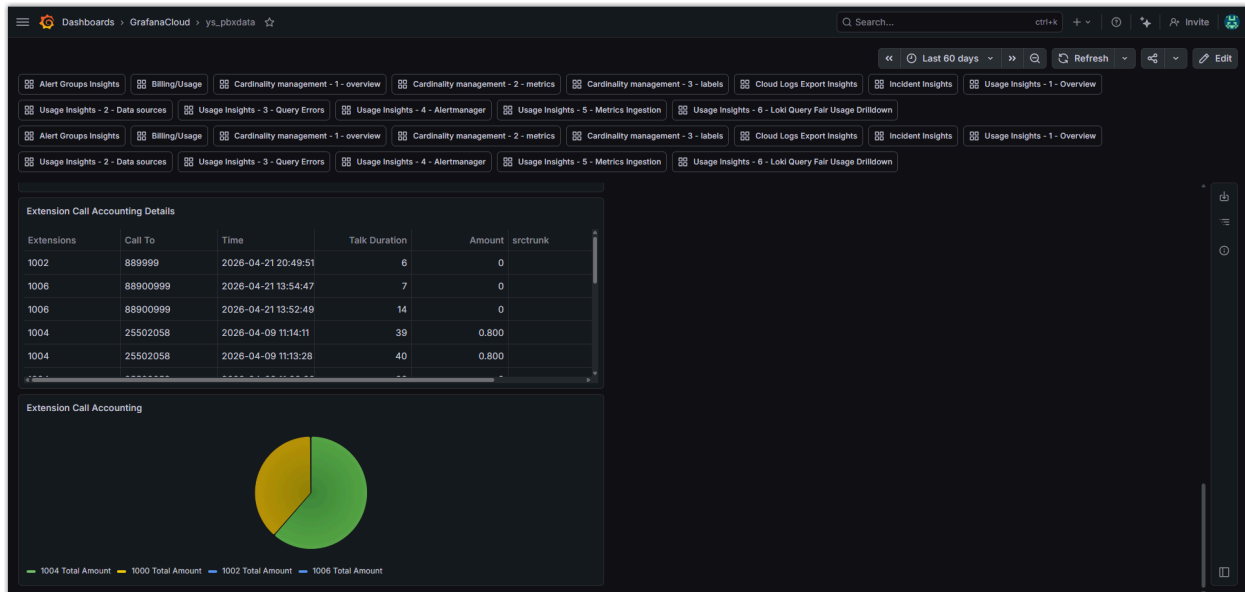 Dashboards › GrafanaCloud › ys_pbxdata
Search... ctrl+k
Invite
Last 60 days
Refresh
Edit
Alert Groups Insights
Billing/Usage
Cardinality management - 1 - overview
Cardinality management - 2 - metrics
Cardinality management - 3 - labels
Cloud Logs Export Insights
Incident Insights
Usage Insights - 1 - Overview
Usage Insights - 2 - Data sources
Usage Insights - 3 - Query Errors
Usage Insights - 4 - Alertmanager
Usage Insights - 5 - Metrics Ingestion
Usage Insights - 6 - Loki Query Fair Usage Drilldown
Alert Groups Insights
Billing/Usage
Cardinality management - 1 - overview
Cardinality management - 2 - metrics
Cardinality management - 3 - labels
Cloud Logs Export Insights
Incident Insights
Usage Insights - 1 - Overview
Usage Insights - 2 - Data sources
Usage Insights - 3 - Query Errors
Usage Insights - 4 - Alertmanager
Usage Insights - 5 - Metrics Ingestion
Usage Insights - 6 - Loki Query Fair Usage Drilldown
Extension Call Accounting Details
Extensions Call To Time Talk Duration Amount srctrunk
1002 889999 2026-04-21 20:49:51 6 0
1006 88900999 2026-04-21 13:54:47 7 0
1006 88900999 2026-04-21 13:52:49 14 0
1004 25502058 2026-04-09 11:14:11 39 0.800
1004 25502058 2026-04-09 11:13:28 40 0.800
Extension Call Accounting
1004 Total Amount 1000 Total Amount 1002 Total Amount 1006 Total Amount